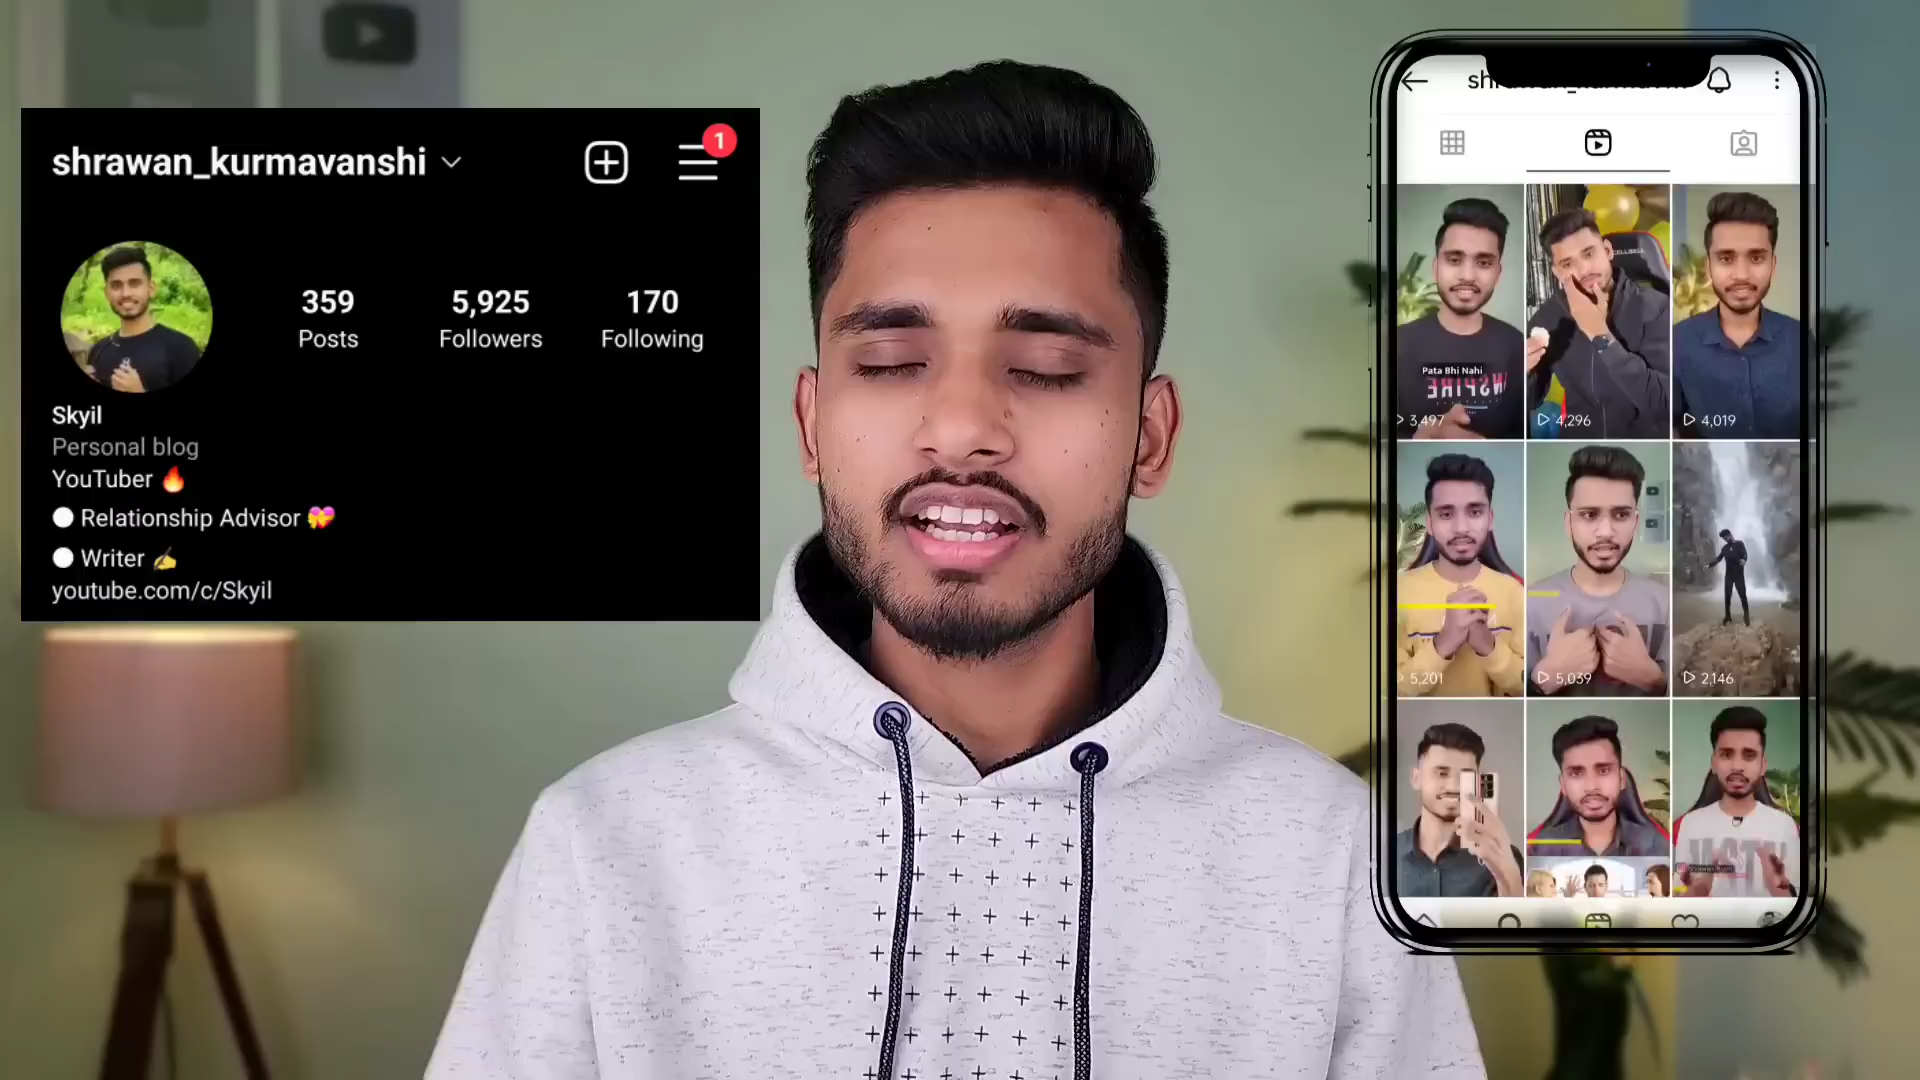 shrawan_kurmavanshi
1
359
Posts
5,925
Followers
170
Following
Skyil
Personal blog
YouTuber 🔥
Relationship Advisor 💝
Writer ✍
youtube.com/c/Skyil
CELLBELL
Pata Bhi Nahi
3,497
4,296
4,019
5,201
5,039
2,146